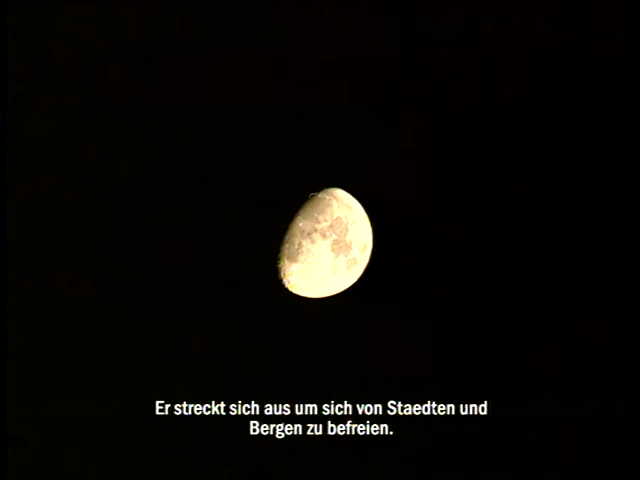 Er streckt sich aus um sich von Staedten und
Bergen zu befreien.